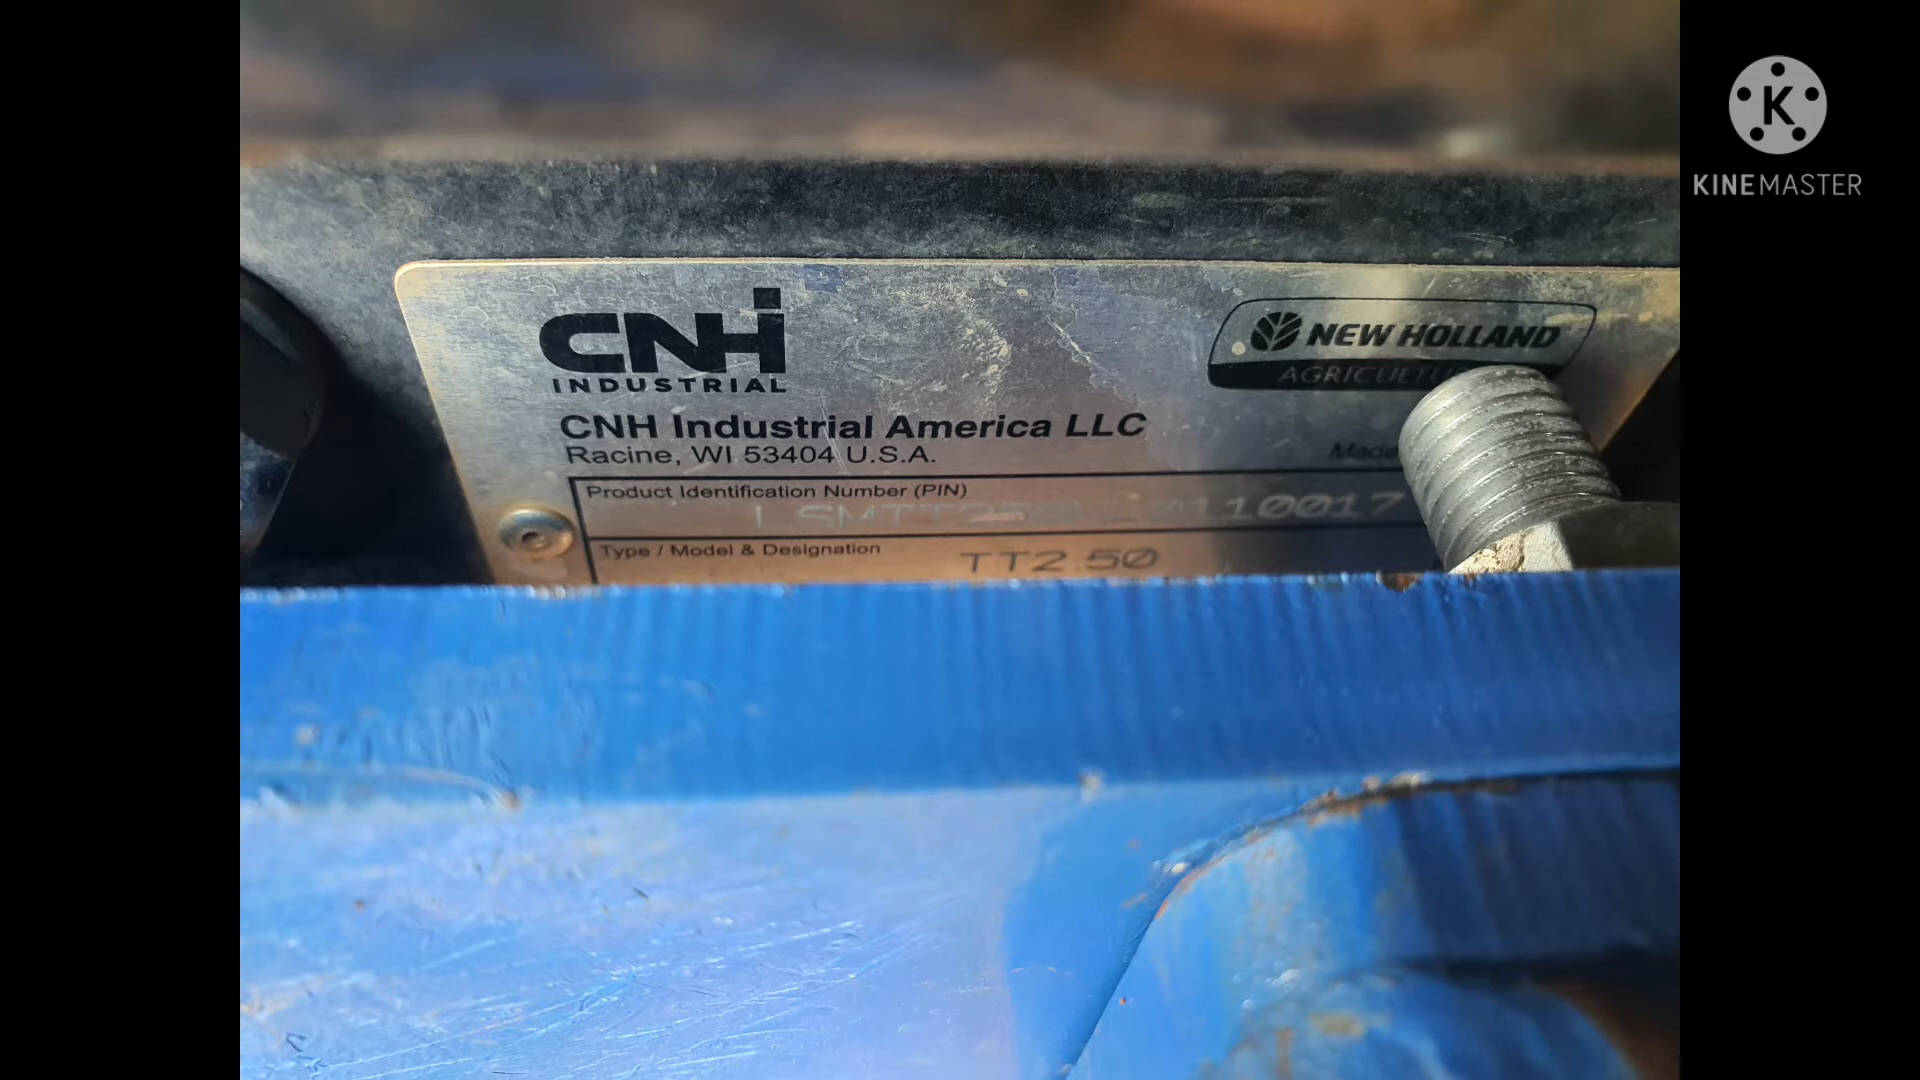 CNHi
INDUSTRIAL
NEW HOLLAND
CNH Industrial America LLC
Racine, WI 53404 U.S.A.
Product Identification Number (PIN)
Type / Model & Designation TT2.50
K
KINEMASTER